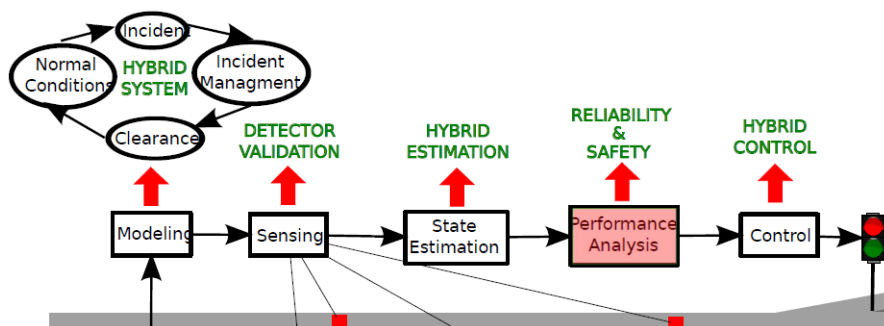 Incident
Normal
Conditions
HYBRID
SYSTEM
Incident
Managment
Clearance
DETECTOR
VALIDATION
HYBRID
ESTIMATION
RELIABILITY
&
SAFETY
HYBRID
CONTROL
Modeling
Sensing
State
Estimation
Performance
Analysis
Control